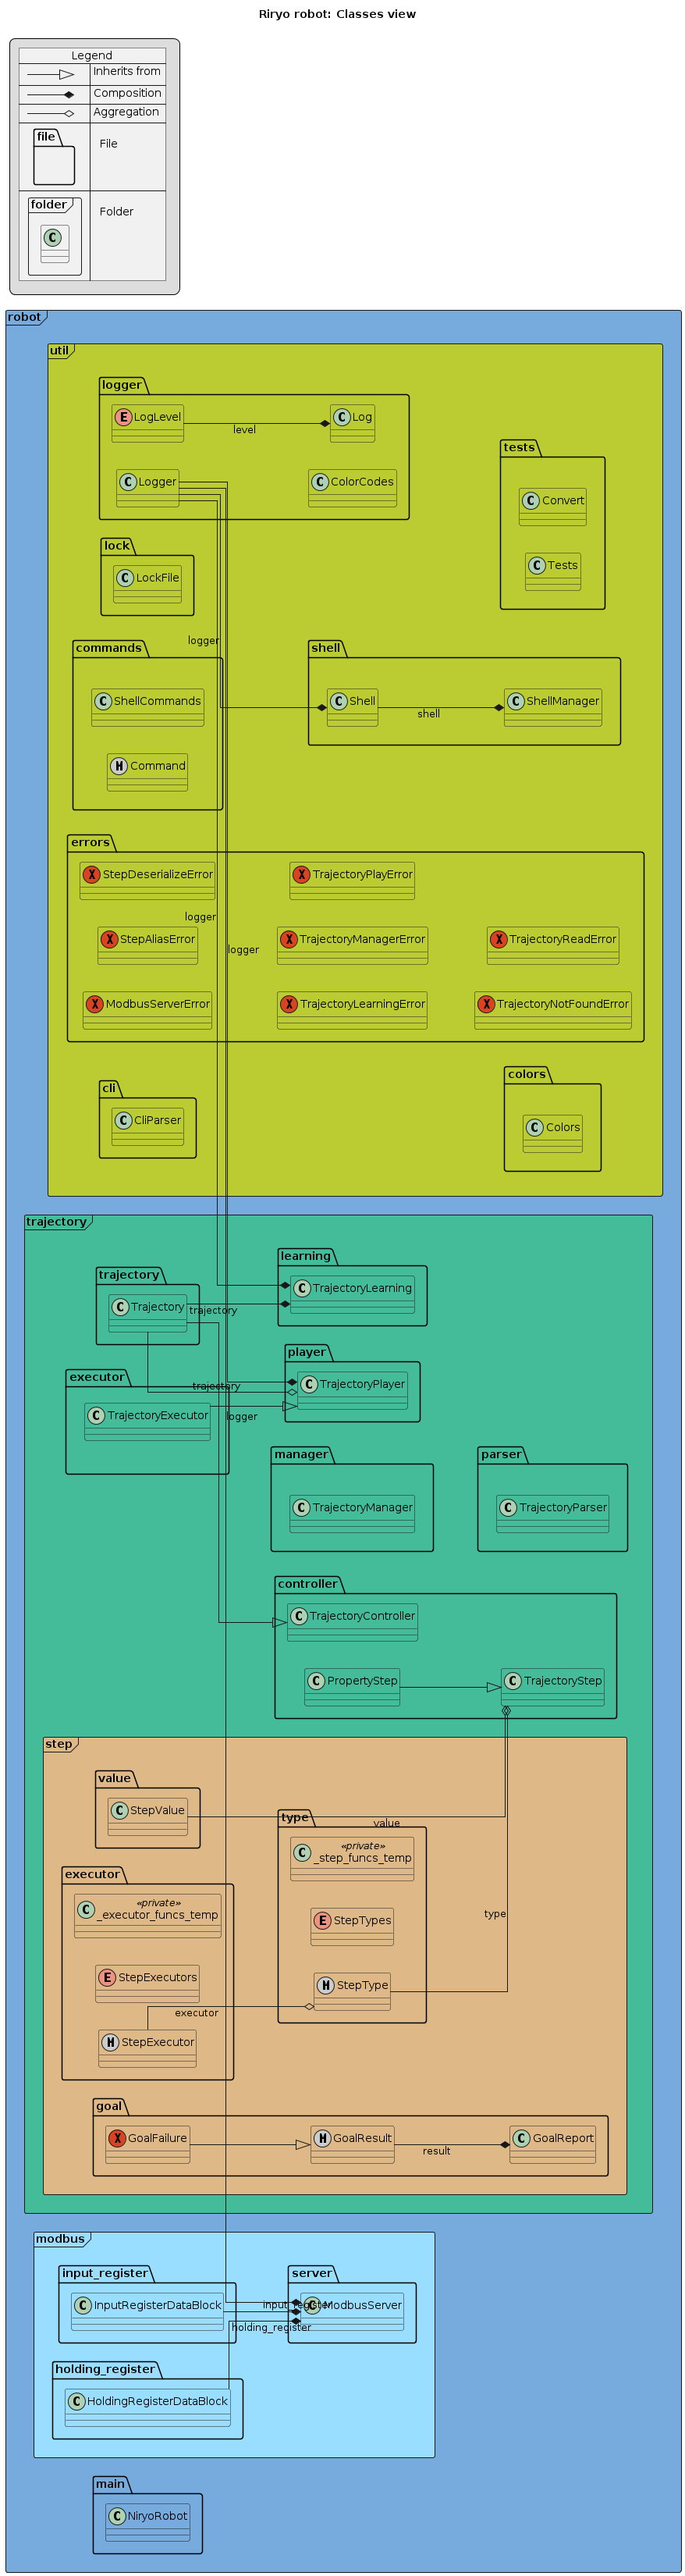 Riryo robot: Classes view
Legend
Inherits from
Composition
Aggregation
file
File
folder
Folder
C
robot
util
logger
E LogLevel
C Log
level
C Logger
C ColorCodes
tests
C Convert
C Tests
lock
C LockFile
logger
commands
C ShellCommands
H Command
shell
C Shell
C ShellManager
shell
errors
X StepDeserializeError
X TrajectoryPlayError
logger
X StepAliasError
X TrajectoryManagerError
X TrajectoryReadError
logger
X ModbusServerError
X TrajectoryLearningError
X TrajectoryNotFoundError
cli
C CliParser
colors
C Colors
trajectory
learning
C TrajectoryLearning
trajectory
C Trajectory
trajectory
player
C TrajectoryPlayer
trajectory
executor
C TrajectoryExecutor
logger
manager
C TrajectoryManager
parser
C TrajectoryParser
controller
C TrajectoryController
C PropertyStep
C TrajectoryStep
step
value
C StepValue
value
type
«private»
C _step_funcs_temp
E StepTypes
type
H StepType
executor
«private»
C _executor_funcs_temp
E StepExecutors
executor
H StepExecutor
goal
X GoalFailure
H GoalResult
C GoalReport
result
modbus
input_register
C InputRegisterDataBlock
server
C ModbusServer
input_register
holding_register
holding_register
C HoldingRegisterDataBlock
main
C NiryoRobot